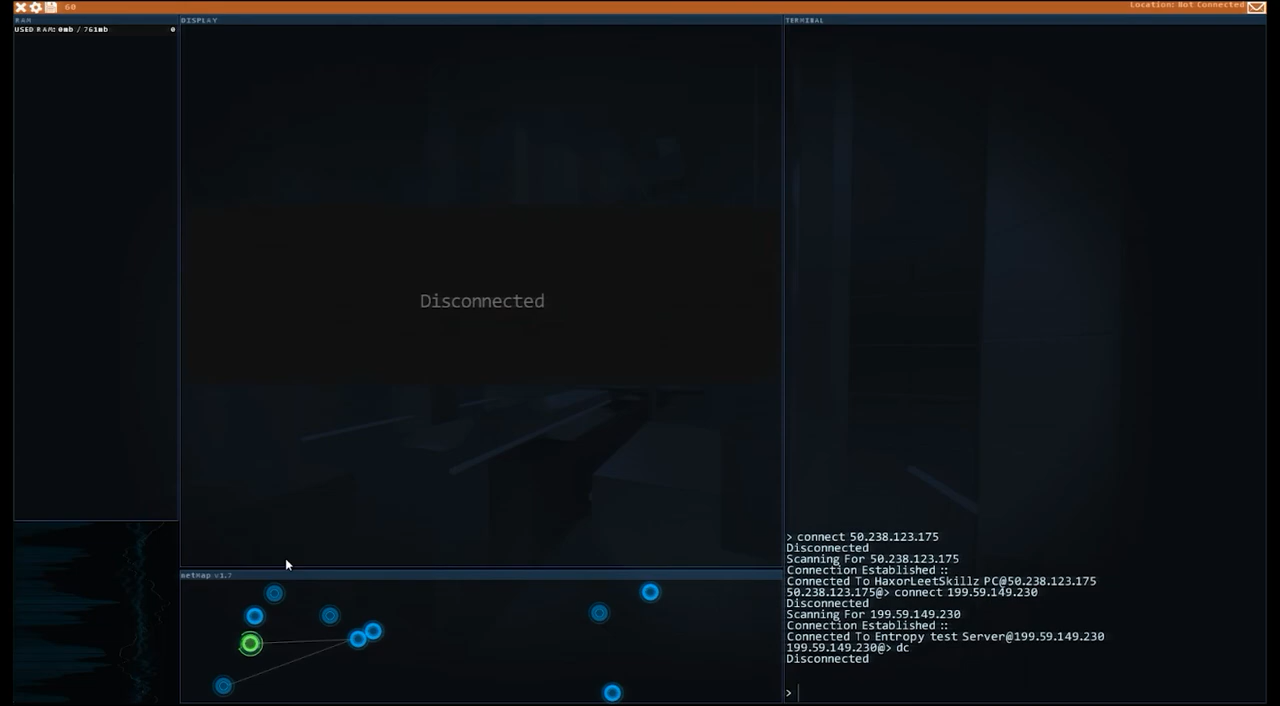 60
Location: Not Connected
RAM
DISPLAY
TERMINAL
USED RAM: 0mb / 761mb
0
Disconnected
netMap v1.7
> connect 50.238.123.175
Disconnected
Scanning For 50.238.123.175
Connection Established ::
Connected To HaxorLeetSkillz PC@50.238.123.175
50.238.123.175@> connect 199.59.149.230
Disconnected
Scanning For 199.59.149.230
Connection Established ::
Connected To Entropy test Server@199.59.149.230
199.59.149.230@> dc
Disconnected
>